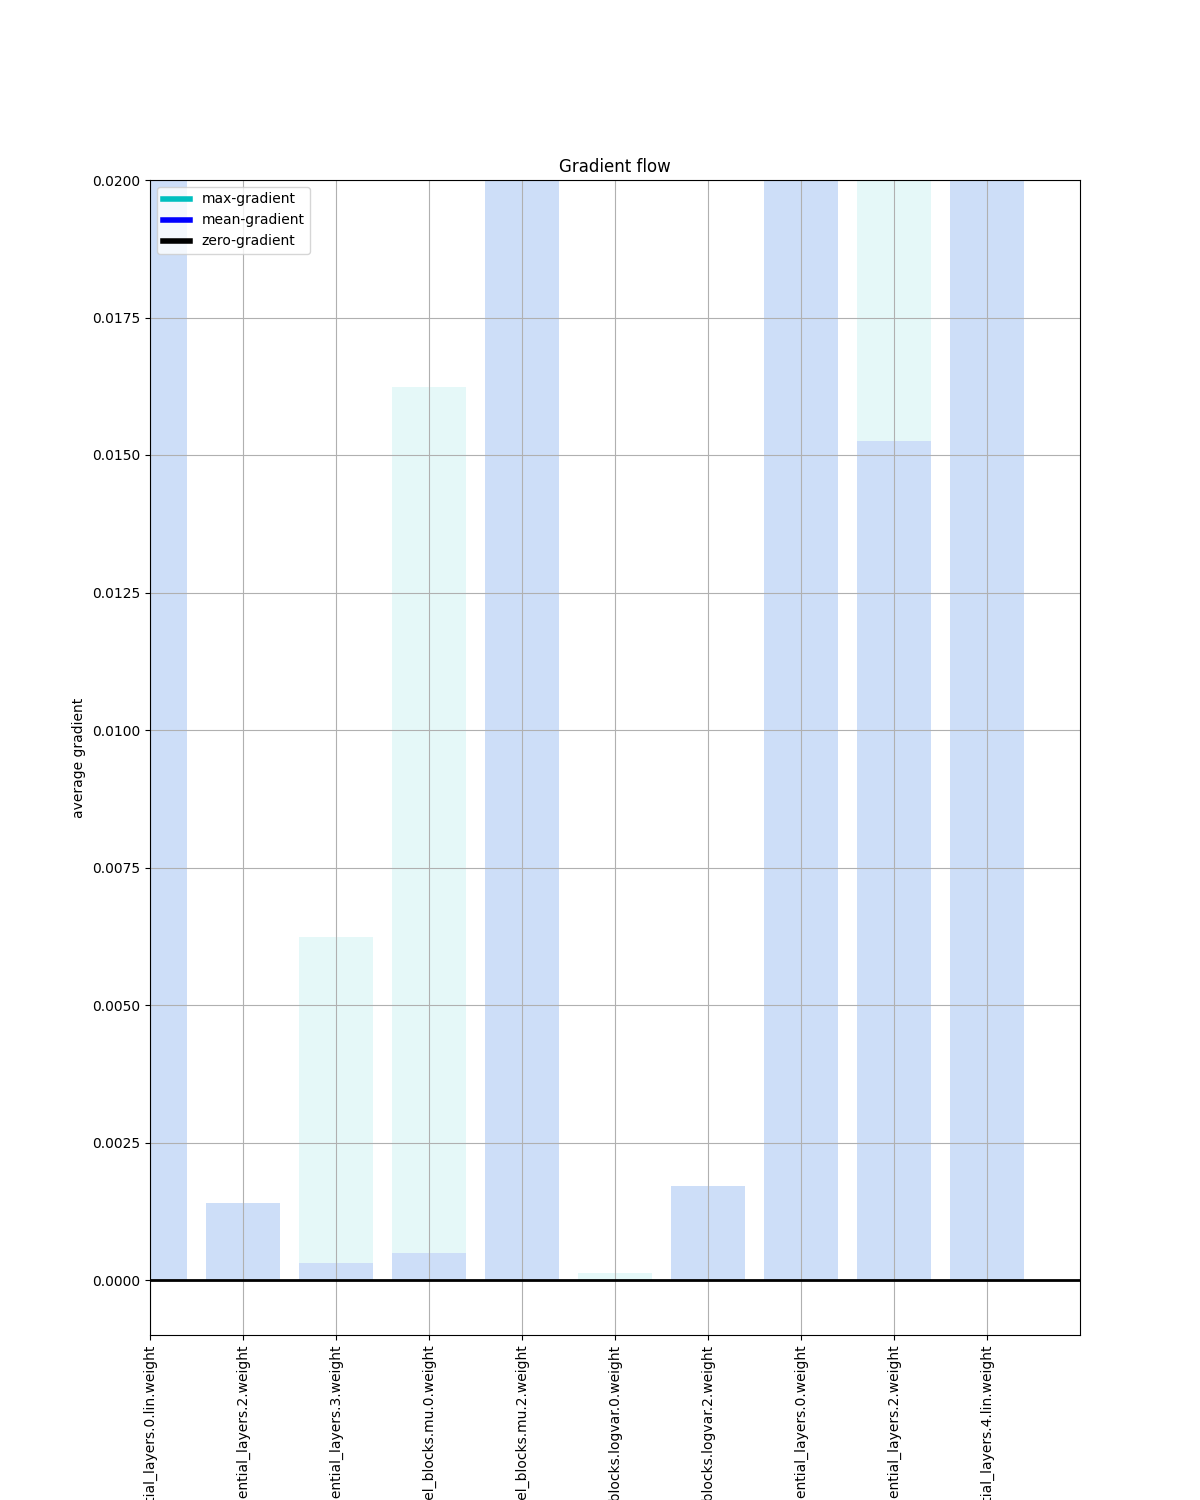 Gradient flow
max-gradient
mean-gradient
zero-gradient
0.0200
0.0175
0.0150
0.0125
0.0100
0.0075
0.0050
0.0025
0.0000
average gradient
tial_layers.0.lin.weight
ential_layers.2.weight
ential_layers.3.weight
el_blocks.mu.0.weight
el_blocks.mu.2.weight
blocks.logvar.0.weight
blocks.logvar.2.weight
ential_layers.0.weight
ential_layers.2.weight
tial_layers.4.lin.weight